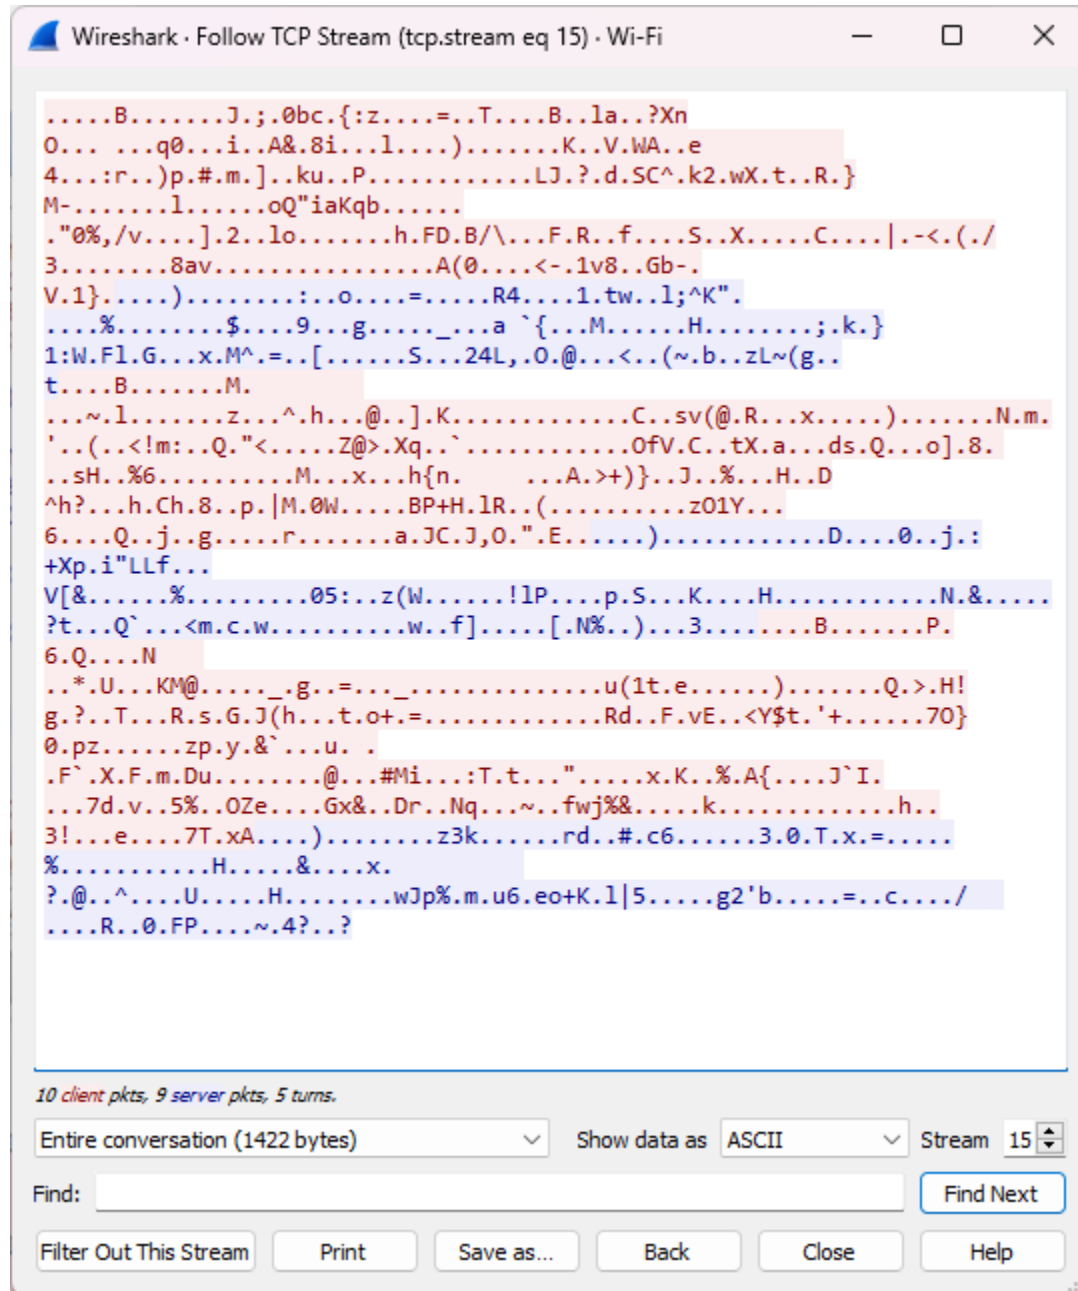 Wireshark · Follow TCP Stream (tcp.stream eq 15) · Wi-Fi
.....B.......J.;.0bc.{:z....=..T....B..la..?Xn
O... ...q0...i..A&.8i...l....).......K..V.WA..e
4...:r..)p.#.m.]..ku..P............LJ.?.d.SC^.k2.wX.t..R.}
M-.......l......oQ"iaKqb......
."0%,/v....].2..lo.......h.FD.B/\...F.R..f....S..X.....C....|.-<.(./
3........8av................A(0....<-.1v8..Gb-.
V.1}.....)........:..o....=.....R4....1.tw..l;^K".
....%........$....9...g....._...a `{...M......H........;.k.}
1:W.Fl.G...x.M^.=..[......S...24L,.O.@...<..(~.b..zL~(g..
t....B.......M.
...~.l.......z...^.h...@..].K.............C..sv(@.R...x.....).......N.m.
'..(..<!m:..Q."<.....Z@>.Xq..`.............OfV.C..tX.a...ds.Q...o].8.
..sH..%6..........M...x...h{n.      ...A.>+)}..J..%...H..D
^h?...h.Ch.8..p.|M.0W.....BP+H.lR..(..........zO1Y...
6....Q..j..g.....r.......a.JC.J,O.".E......)............D....0..j.:
+Xp.i"LLf...
V[&......%.........05:..z(W......!lP....p.S...K....H............N.&.....
?t...Q`...<m.c.w..........w..f].....[.N%..)...3........B.......P.
6.Q....N
..*.U...KM@....._.g..=..._...............u(1t.e......).......Q.>.H!
g.?..T...R.s.G.J(h...t.o+.=.............Rd..F.vE..<Y$t.'+......7O}
0.pz......zp.y.&`...u. .
.F`.X.F.m.Du........@...#Mi...:T.t...".....x.K..%.A{....J`I.
...7d.v..5%..OZe....Gx&..Dr..Nq...~..fwj%&.....k.............h..
3!...e....7T.xA....)........z3k......rd..#.c6......3.0.T.x.=.....
%...........H.....&....x.
?.@..^....U.....H........wJp%.m.u6.eo+K.l|5.....g2'b.....=..c..../
....R..0.FP....~.4?..?
10 client pkts, 9 server pkts, 5 turns.
Entire conversation (1422 bytes) Show data as ASCII Stream 15
Find: Find Next
Filter Out This Stream Print Save as... Back Close Help